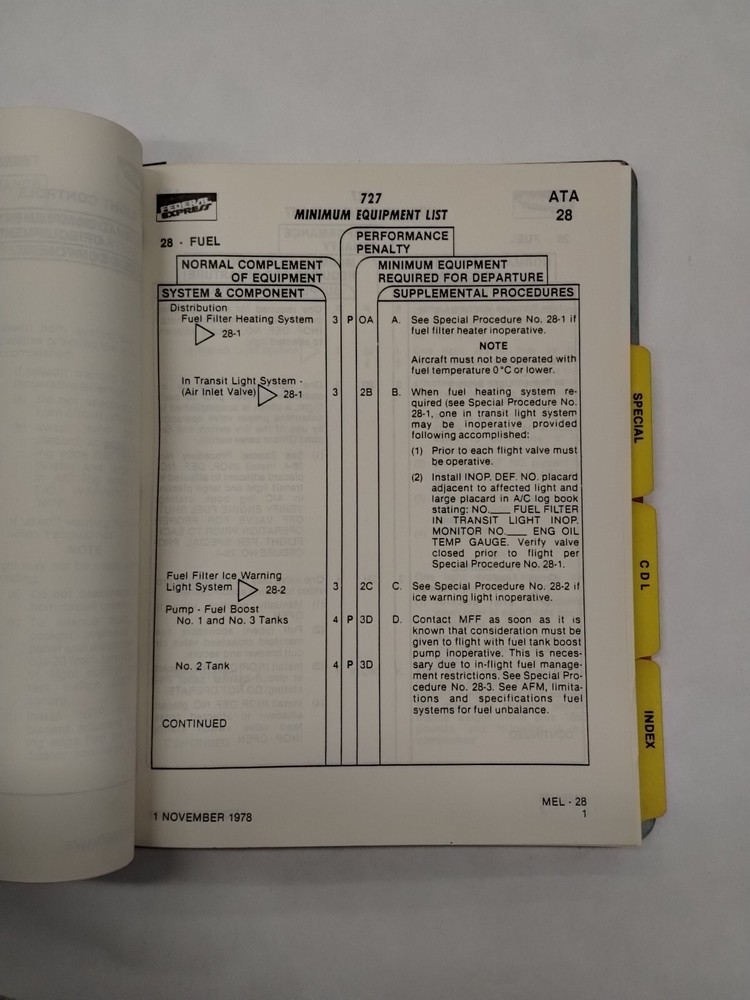 FEDERAL
EXPRESS
727
MINIMUM EQUIPMENT LIST
ATA
28
28 - FUEL
PERFORMANCE
PENALTY
NORMAL COMPLEMENT
OF EQUIPMENT
MINIMUM EQUIPMENT
REQUIRED FOR DEPARTURE
SYSTEM & COMPONENT
SUPPLEMENTAL PROCEDURES
Distribution
Fuel Filter Heating System 3 P OA A. See Special Procedure No. 28-1 if
28-1
fuel filter heater inoperative.
NOTE
Aircraft must not be operated with
fuel temperature 0°C or lower.
In Transit Light System -
(Air Inlet Valve) 28-1 3 2B B. When fuel heating system re-
quired (see Special Procedure No.
28-1, one in transit light system
may be inoperative provided
following accomplished:
(1) Prior to each flight valve must
be operative.
(2) Install INOP. DEF. NO. placard
adjacent to affected light and
large placard in A/C log book
stating: NO.___ FUEL FILTER
IN TRANSIT LIGHT INOP.
MONITOR NO.___ ENG OIL
TEMP GAUGE. Verify valve
closed prior to flight per
Special Procedure No. 28-1.
Fuel Filter Ice Warning
Light System 28-2 3 2C C. See Special Procedure No. 28-2 if
ice warning light inoperative.
Pump - Fuel Boost
No. 1 and No. 3 Tanks 4 P 3D D. Contact MFF as soon as it is
known that consideration must be
given to flight with fuel tank boost
pump inoperative. This is neces-
No. 2 Tank 4 P 3D sary due to in-flight fuel manage-
ment restrictions. See Special Pro-
cedure No. 28-3. See AFM, limita-
tions and specifications fuel
systems for fuel unbalance.
CONTINUED
1 NOVEMBER 1978
MEL - 28
1
SPECIAL
CDL
INDEX